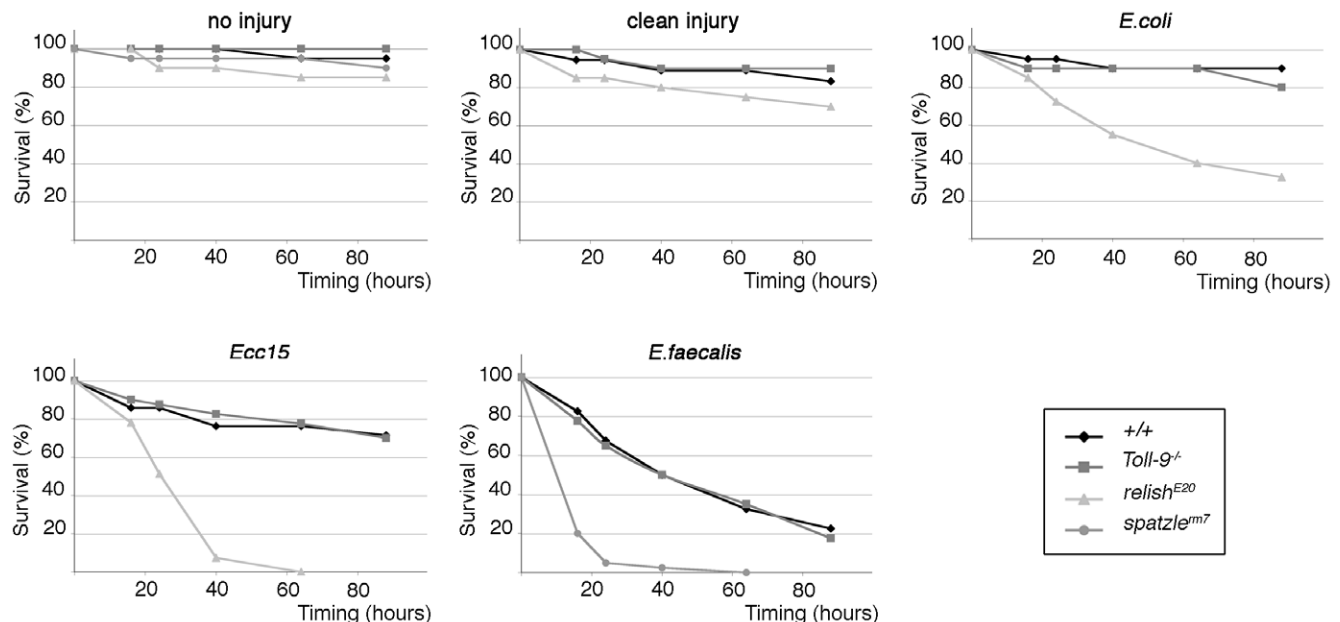 no injury
Survival (%)
100
80
60
40
20
20 40 60 80
Timing (hours)
clean injury
Survival (%)
100
80
60
40
20
20 40 60 80
Timing (hours)
E.coli
Survival (%)
100
80
60
40
20
20 40 60 80
Timing (hours)
Ecc15
Survival (%)
100
80
60
40
20
20 40 60 80
Timing (hours)
E.faecalis
Survival (%)
100
80
60
40
20
20 40 60 80
Timing (hours)
+/+
Toll-9-/-
relishE20
spatzlerm7